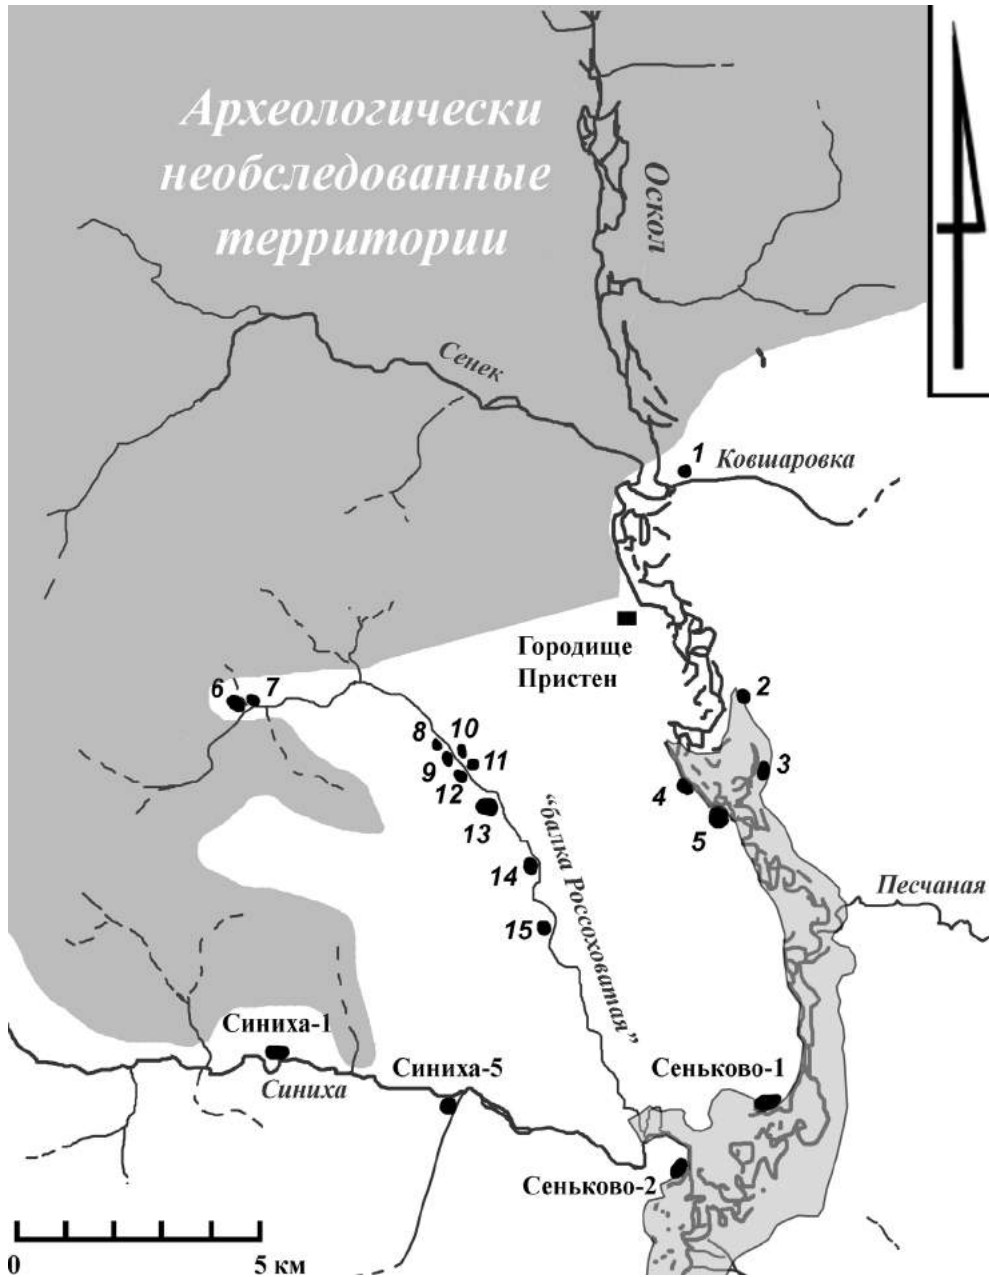 Археологически
необследованные
территории
Оскол
Сенек
1
Ковшаровка
Городище
Пристен
2
6
7
8
10
9
11
12
3
4
13
5
14
"балка Россоховатая"
Песчаная
15
Синиха-1
Синиха-5
Сеньково-1
Синиха
Сеньково-2
0
5 км